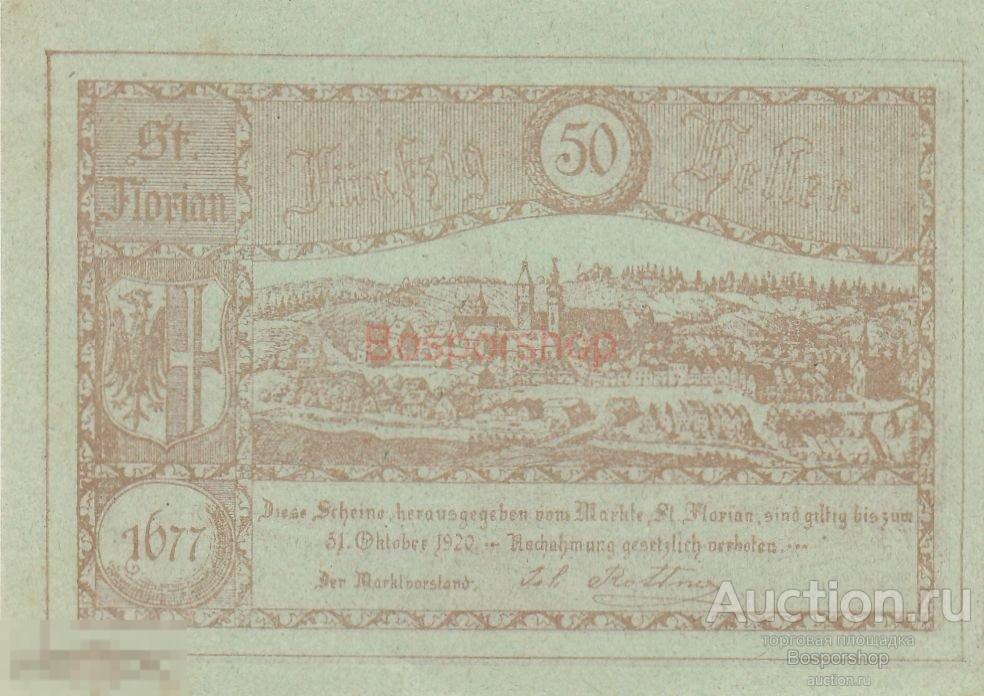 St.
Florian
Fünfzig 50 Heller.
Bosporshop
1677
Diese Scheine, herausgegeben vom Markte St. Florian, sind giltig bis zum
31. Oktober 1920. — Nachahmung gesetzlich verboten.
Der Marktvorstand:
Joh.
Auction.ru
торговая площадка
Bosporshop
auction.ru